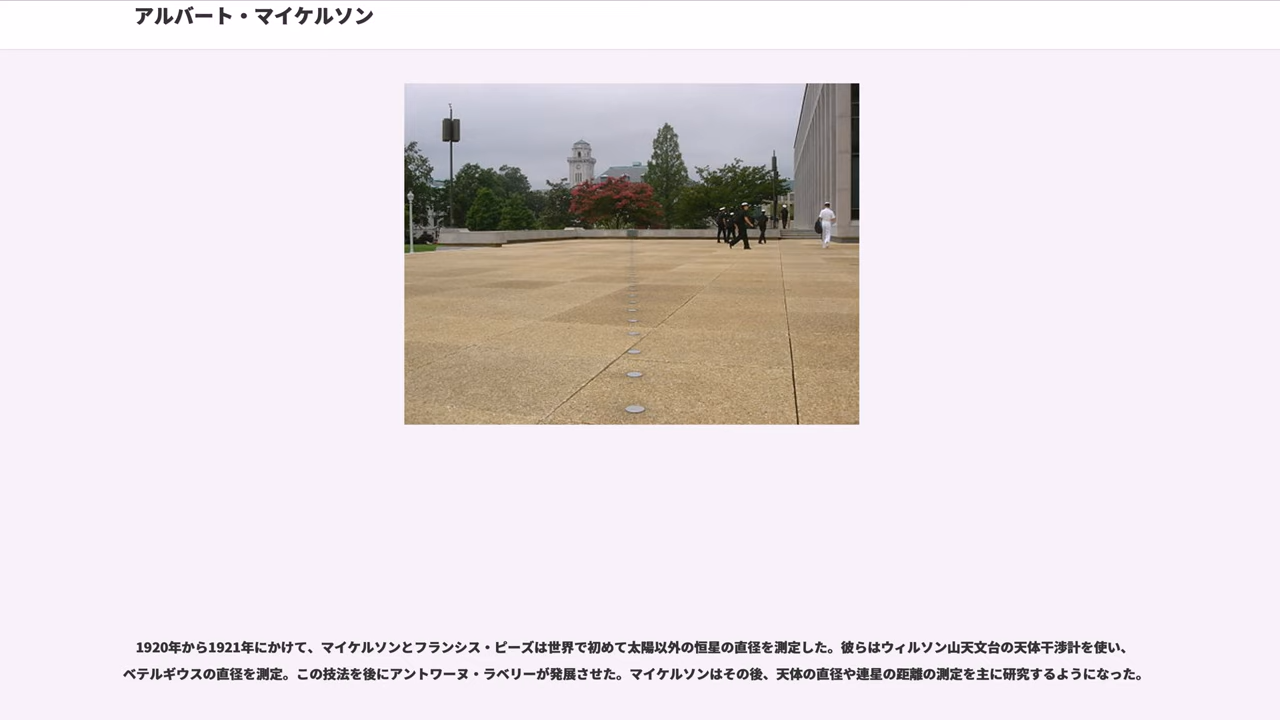 アルバート・マイケルソン
1920年から1921年にかけて、マイケルソンとフランシス・ピーズは世界で初めて太陽以外の恒星の直径を測定した。彼らはウィルソン山天文台の天体干渉計を使い、
ベテルギウスの直径を測定。この技法を後にアントワーヌ・ラベリーが発展させた。マイケルソンはその後、天体の直径や連星の距離の測定を主に研究するようになった。